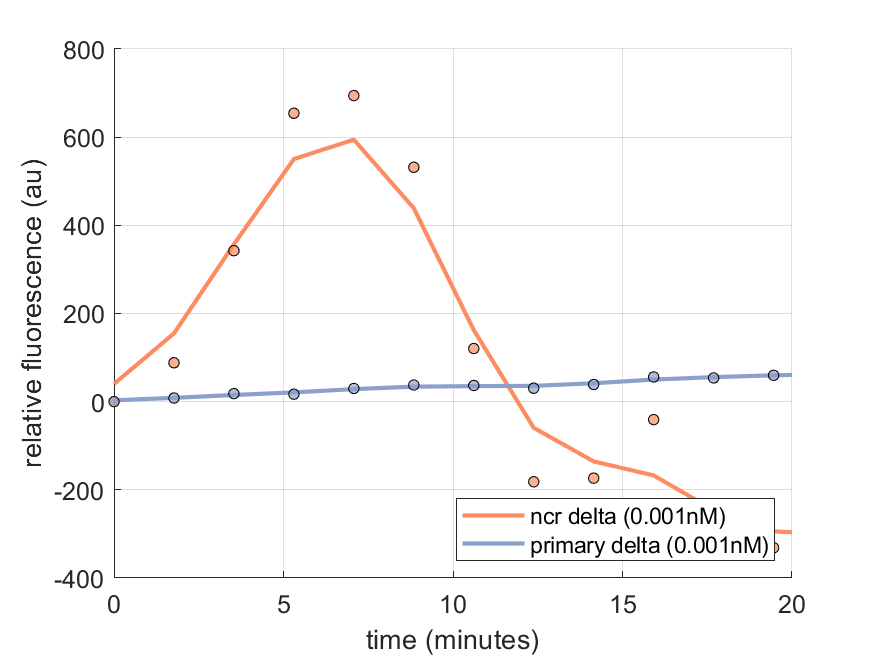 800
600
400
200
0
-200
-400
relative fluorescence (au)
ncr delta (0.001nM)
primary delta (0.001nM)
0 5 10 15 20
time (minutes)